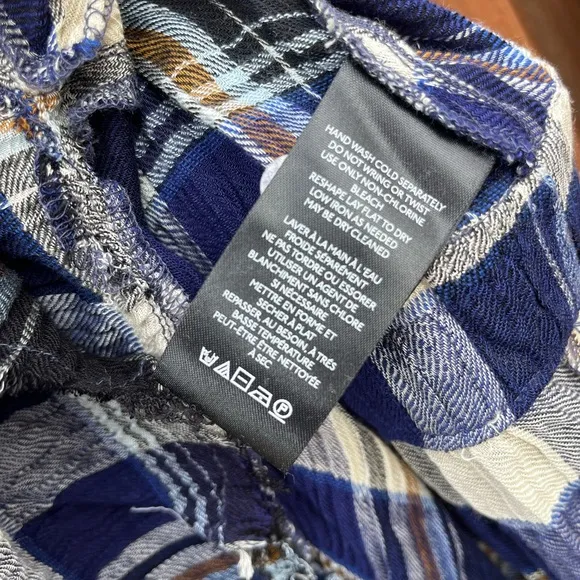 HAND WASH COLD SEPARATELY
DO NOT WRING OR TWIST
USE ONLY NON-CHLORINE
BLEACH
RESHAPE LAY FLAT TO DRY
LOW IRON AS NEEDED
MAY BE DRY CLEANED
LAVER À LA MAIN À L'EAU
FROIDE SÉPARÉMENT
NE PAS TORDRE OU ESSORER
UTILISER UN AGENT DE
BLANCHIMENT SANS CHLORE
SI NÉCESSAIRE
METTRE EN FORME ET
SÉCHER À PLAT
REPASSER AU BESOIN, À TRÈS
BASSE TEMPÉRATURE
PEUT-ÊTRE ÊTRE NETTOYÉE
À SEC
P